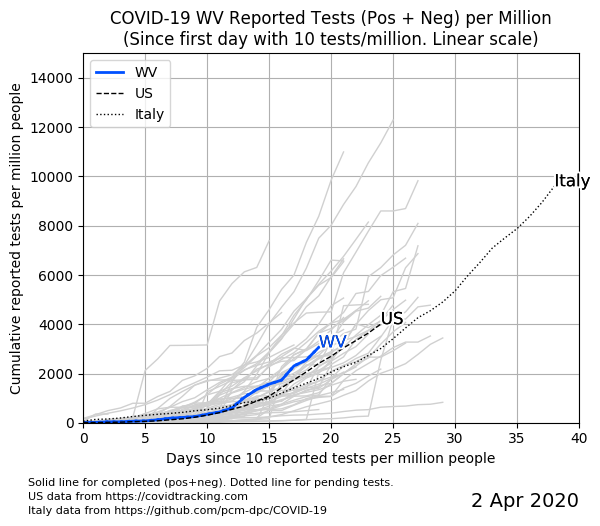 COVID-19 WV Reported Tests (Pos + Neg) per Million
(Since first day with 10 tests/million. Linear scale)
WV
US
Italy
14000
12000
10000
8000
6000
4000
2000
0
Cumulative reported tests per million people
Italy
US
WV
0 5 10 15 20 25 30 35 40
Days since 10 reported tests per million people
Solid line for completed (pos+neg). Dotted line for pending tests.
US data from https://covidtracking.com
Italy data from https://github.com/pcm-dpc/COVID-19
2 Apr 2020